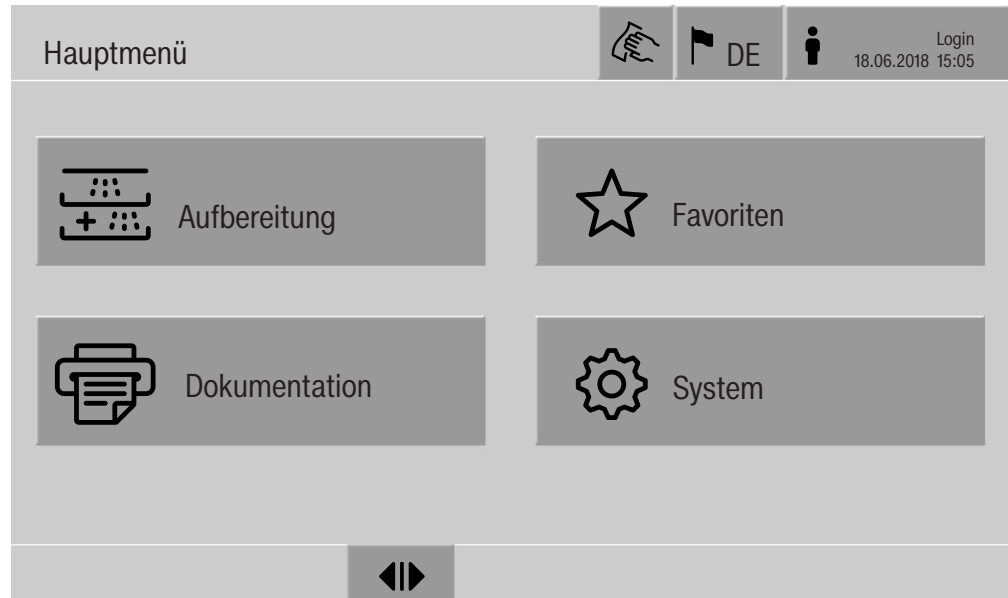 Hauptmenü
DE
Login
18.06.2018 15:05
Aufbereitung
Favoriten
Dokumentation
System